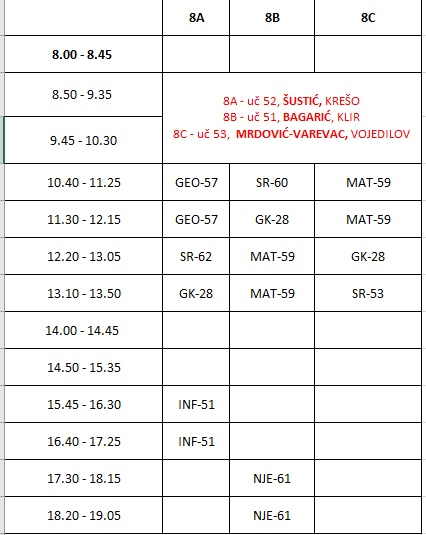 8A 8B 8C
8.00 - 8.45
8.50 - 9.35
8A - uč 52, ŠUSTIĆ, KREŠO
8B - uč 51, BAGARIĆ, KLIR
8C - uč 53, MRDOVIĆ-VAREVAC, VOJEDILOV
9.45 - 10.30
10.40 - 11.25 GEO-57 SR-60 MAT-59
11.30 - 12.15 GEO-57 GK-28 MAT-59
12.20 - 13.05 SR-62 MAT-59 GK-28
13.10 - 13.50 GK-28 MAT-59 SR-53
14.00 - 14.45
14.50 - 15.35
15.45 - 16.30 INF-51
16.40 - 17.25 INF-51
17.30 - 18.15 NJE-61
18.20 - 19.05 NJE-61